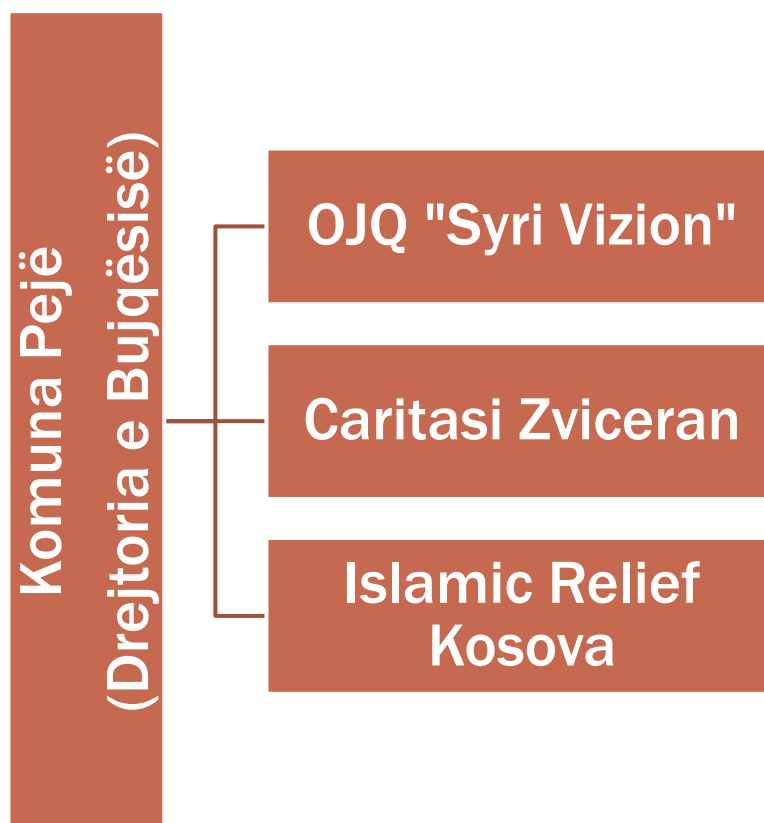 Komuna Pejë
(Drejtoria e Bujqësisë)
OJQ "Syri Vizion"
Caritasi Zviceran
Islamic Relief
Kosova